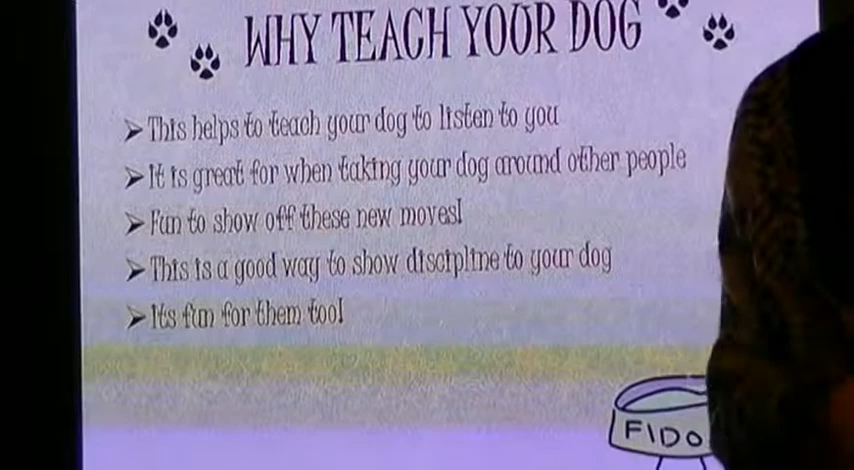 WHY TEACH YOUR DOG
This helps to teach your dog to listen to you
It is great for when taking your dog around other people
Fun to show off these new moves!
This is a good way to show discipline to your dog
Its fun for them too!
FIDO